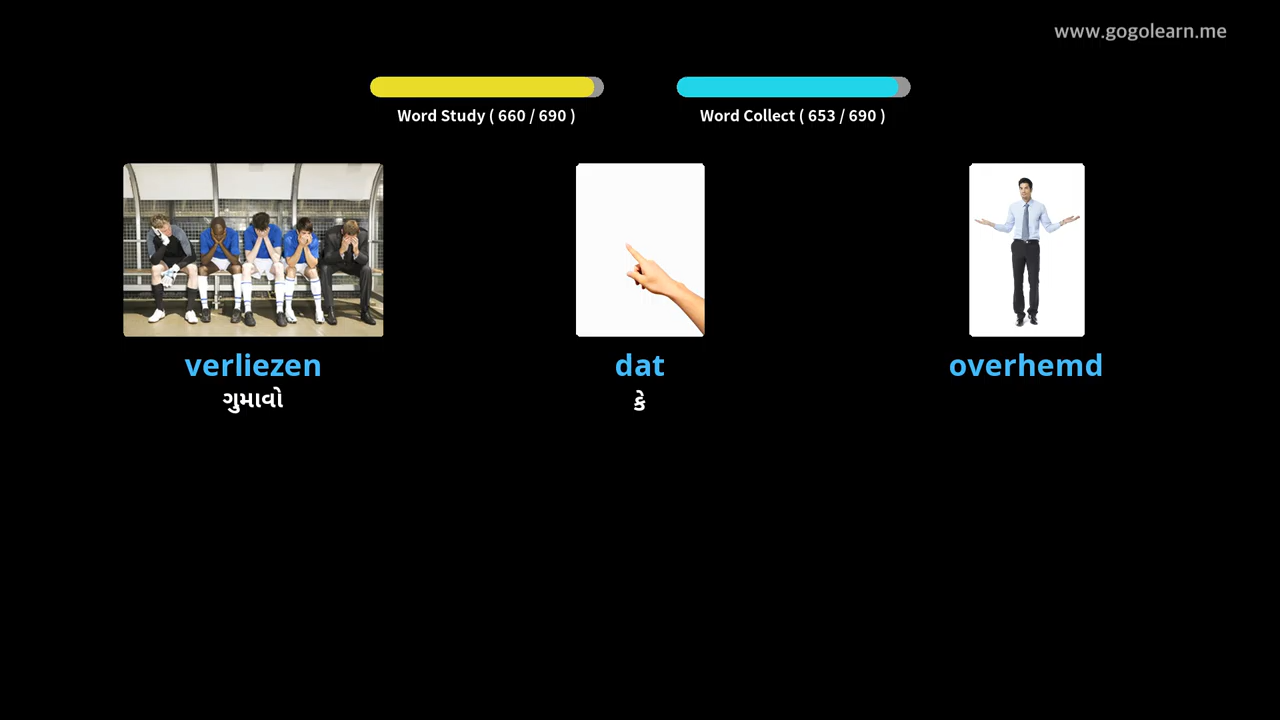 www.gogolearn.me
Word Study ( 660 / 690 )
Word Collect ( 653 / 690 )
verliezen
ગુમાવો
dat
કે
overhemd